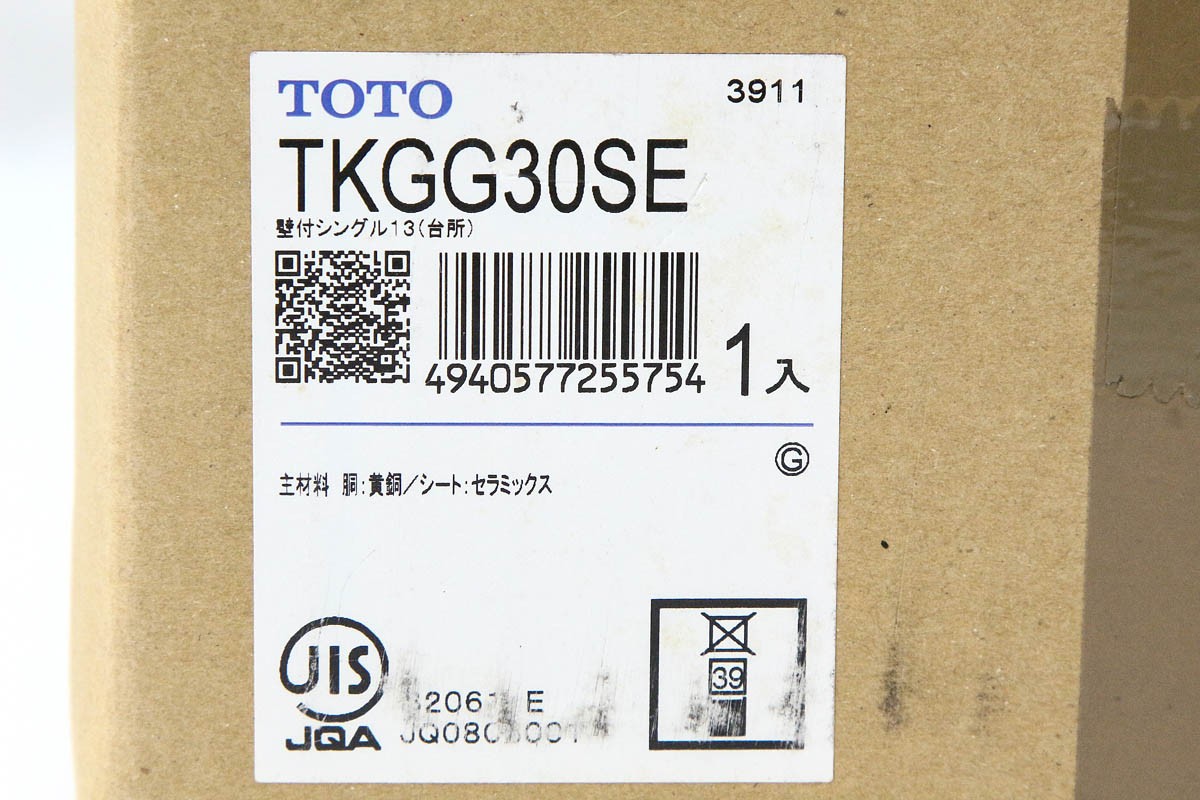 TOTO
3911
TKGG30SE
壁付シングル13(台所)
4940577255754
1入
G
主材料 胴:黄銅/シート:セラミックス
JIS
JQA
E
39